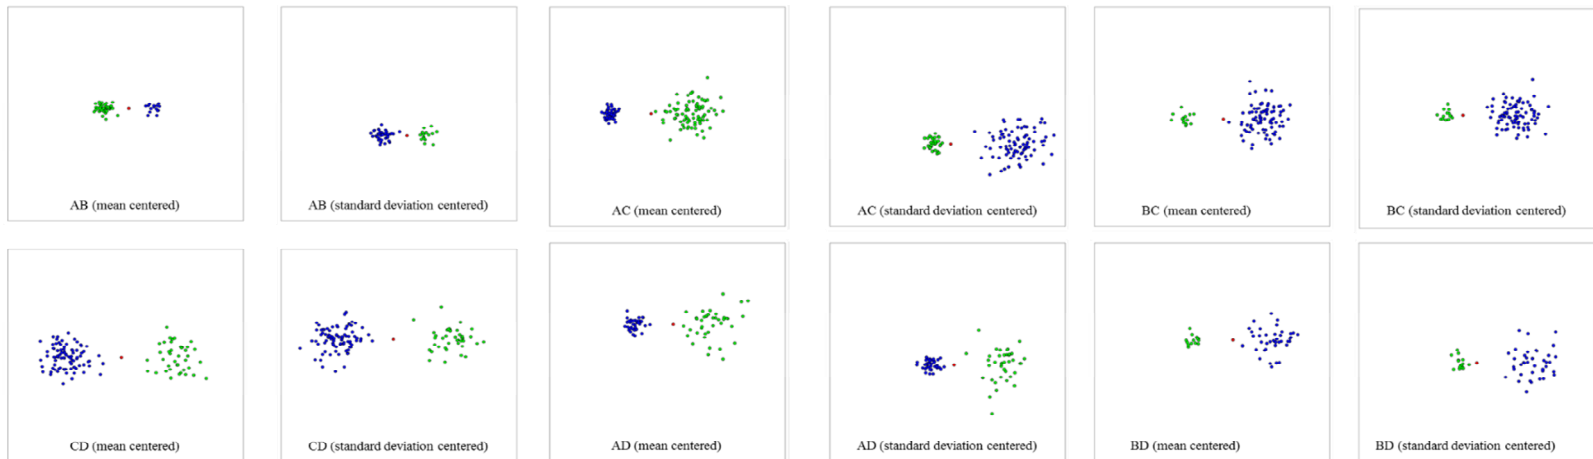 AB (mean centered)
AB (standard deviation centered)
AC (mean centered)
AC (standard deviation centered)
BC (mean centered)
BC (standard deviation centered)
CD (mean centered)
CD (standard deviation centered)
AD (mean centered)
AD (standard deviation centered)
BD (mean centered)
BD (standard deviation centered)